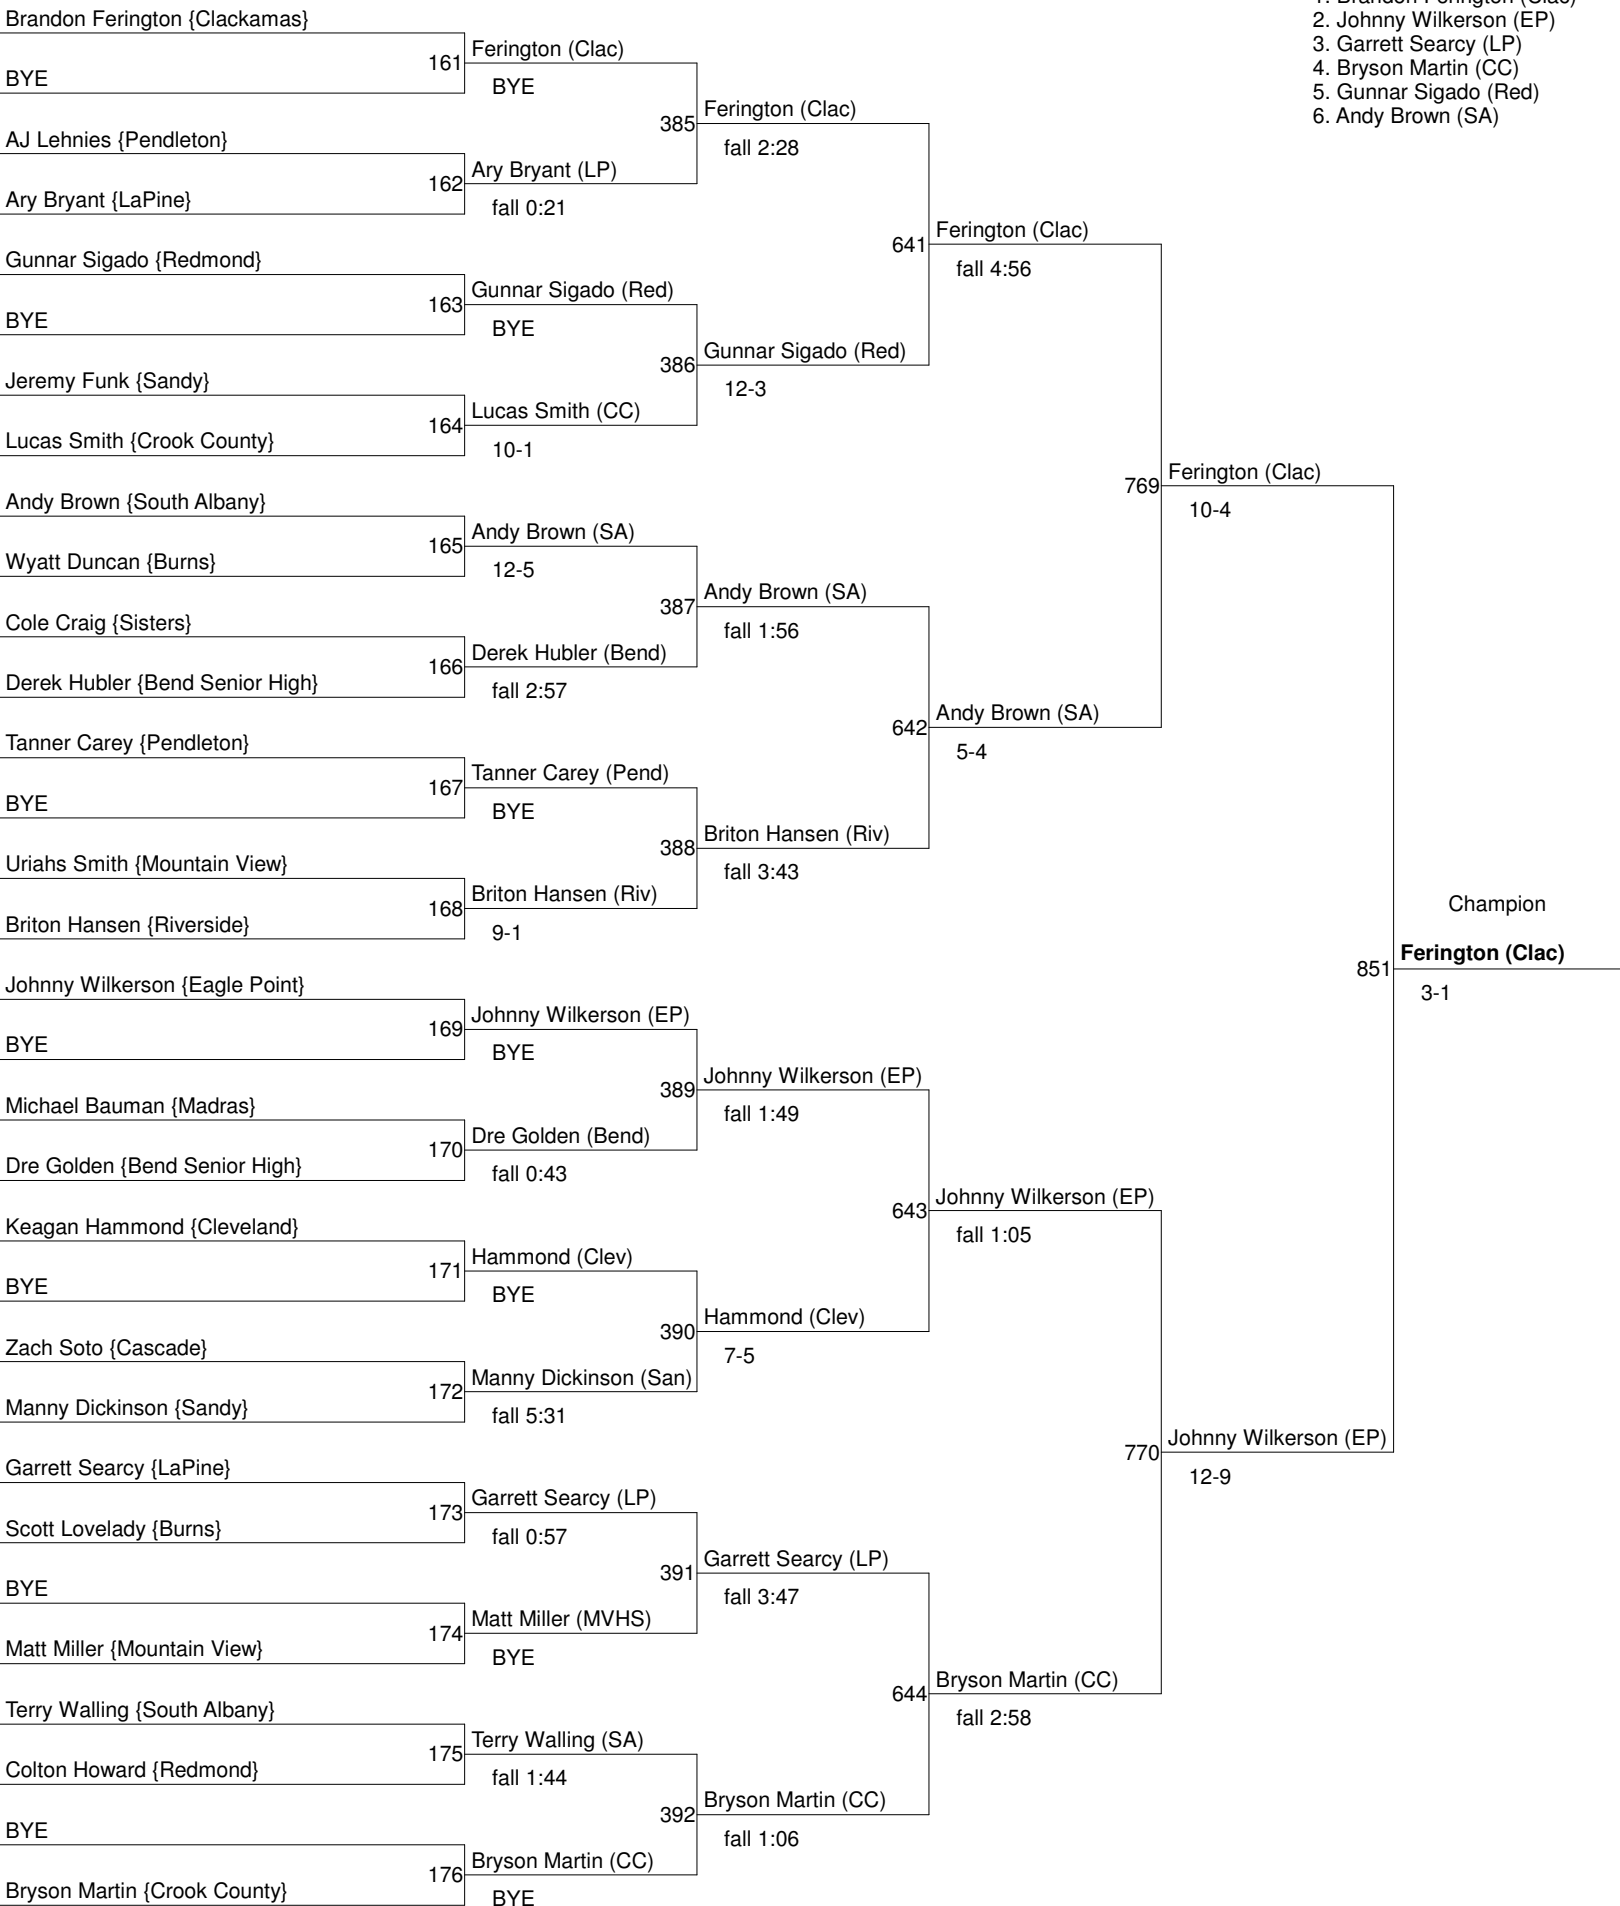 1. Brandon Ferington (Clac)
2. Johnny Wilkerson (EP)
3. Garrett Searcy (LP)
4. Bryson Martin (CC)
5. Gunnar Sigado (Red)
6. Andy Brown (SA)
Brandon Ferington {Clackamas}
BYE
AJ Lehnies {Pendleton}
Ary Bryant {LaPine}
Gunnar Sigado {Redmond}
BYE
Jeremy Funk {Sandy}
Lucas Smith {Crook County}
Andy Brown {South Albany}
Wyatt Duncan {Burns}
Cole Craig {Sisters}
Derek Hubler {Bend Senior High}
Tanner Carey {Pendleton}
BYE
Uriahs Smith {Mountain View}
Briton Hansen {Riverside}
Johnny Wilkerson {Eagle Point}
BYE
Michael Bauman {Madras}
Dre Golden {Bend Senior High}
Keagan Hammond {Cleveland}
BYE
Zach Soto {Cascade}
Manny Dickinson {Sandy}
Garrett Searcy {LaPine}
Scott Lovelady {Burns}
BYE
Matt Miller {Mountain View}
Terry Walling {South Albany}
Colton Howard {Redmond}
BYE
Bryson Martin {Crook County}
161 Ferington (Clac)
BYE
162 Ary Bryant (LP)
fall 0:21
163 Gunnar Sigado (Red)
BYE
164 Lucas Smith (CC)
10-1
165 Andy Brown (SA)
12-5
166 Derek Hubler (Bend)
fall 2:57
167 Tanner Carey (Pend)
BYE
168 Briton Hansen (Riv)
9-1
169 Johnny Wilkerson (EP)
BYE
170 Dre Golden (Bend)
fall 0:43
171 Hammond (Clev)
BYE
172 Manny Dickinson (San)
fall 5:31
173 Garrett Searcy (LP)
fall 0:57
174 Matt Miller (MVHS)
BYE
175 Terry Walling (SA)
fall 1:44
176 Bryson Martin (CC)
BYE
385 Ferington (Clac)
fall 2:28
386 Gunnar Sigado (Red)
12-3
387 Andy Brown (SA)
fall 1:56
388 Briton Hansen (Riv)
fall 3:43
389 Johnny Wilkerson (EP)
fall 1:49
390 Hammond (Clev)
7-5
391 Garrett Searcy (LP)
fall 3:47
392 Bryson Martin (CC)
fall 1:06
641 Ferington (Clac)
fall 4:56
642 Andy Brown (SA)
5-4
643 Johnny Wilkerson (EP)
fall 1:05
644 Bryson Martin (CC)
fall 2:58
769 Ferington (Clac)
10-4
770 Johnny Wilkerson (EP)
12-9
Champion
851 Ferington (Clac)
3-1